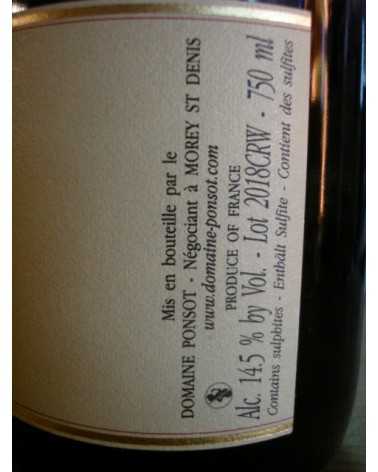 Mis en bouteille par le
DOMAINE PONSOT - Négociant à MOREY ST DENIS
www.domaine-ponsot.com
PRODUCE OF FRANCE
Alc. 14.5 % by Vol. - Lot 2018GRW - 750 ml
Contains sulphites - Enthält Sulfite - Contient des sulfites